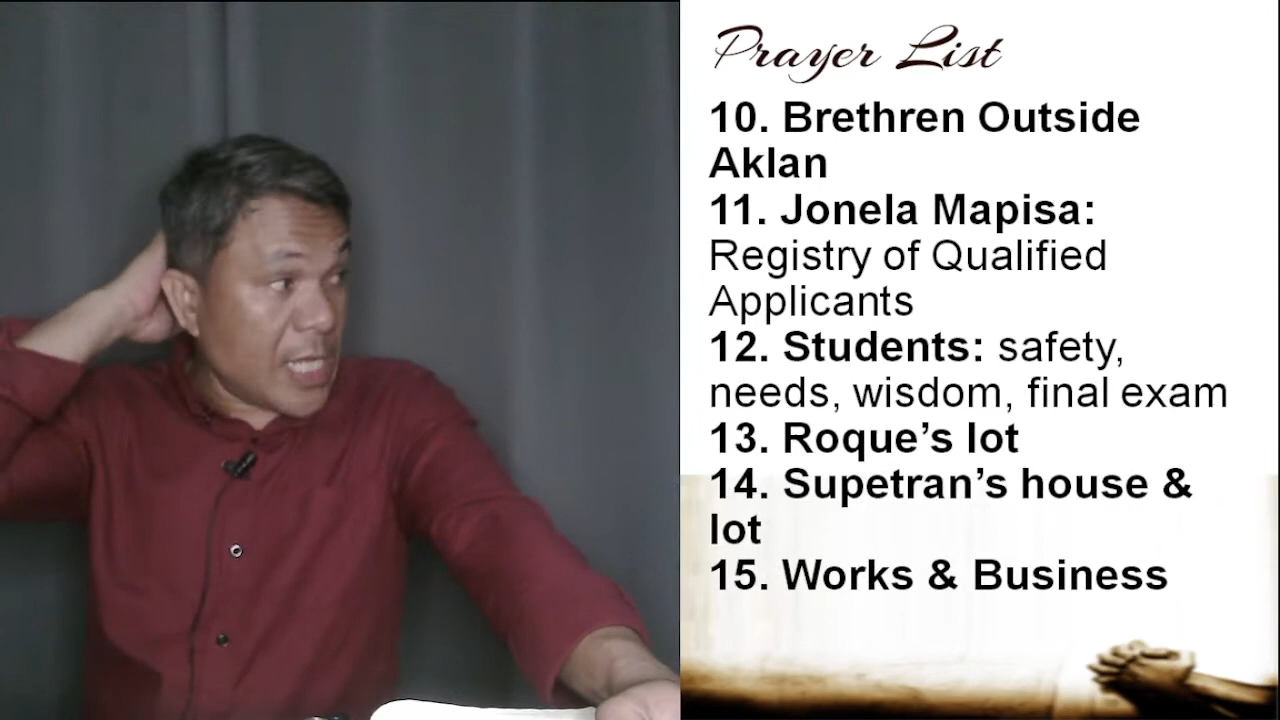 Prayer List
10. Brethren Outside
Aklan
11. Jonela Mapisa:
Registry of Qualified
Applicants
12. Students: safety,
needs, wisdom, final exam
13. Roque’s lot
14. Supetran’s house &
lot
15. Works & Business